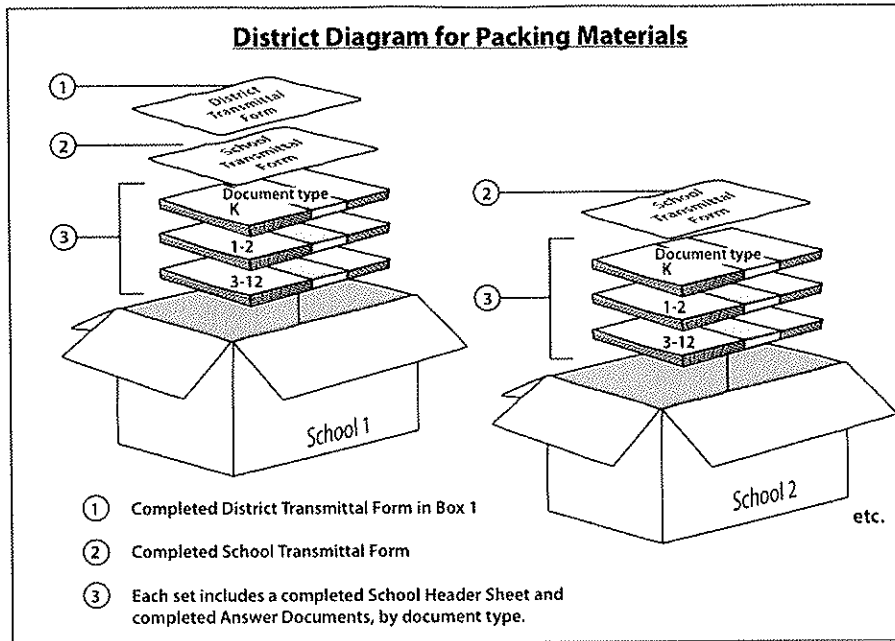 District Diagram for Packing Materials
1
District
Transmittal
Form
2
School
Transmittal
Form
3
Document type
K
1-2
3-12
School 1
2
School
Transmittal
Form
3
Document type
K
1-2
3-12
School 2
etc.
1 Completed District Transmittal Form in Box 1
2 Completed School Transmittal Form
3 Each set includes a completed School Header Sheet and
completed Answer Documents, by document type.